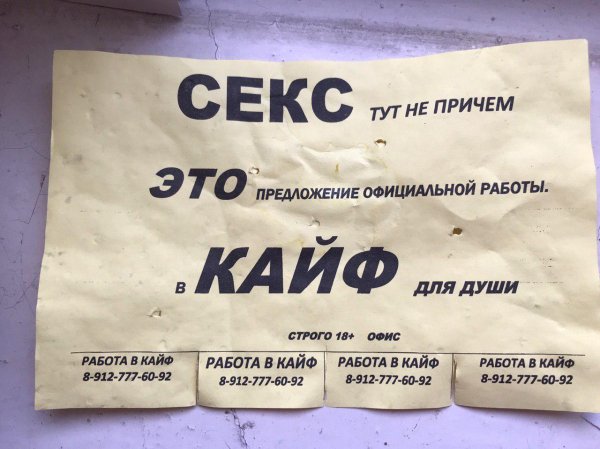 СЕКС ТУТ НЕ ПРИЧЕМ
ЭТО ПРЕДЛОЖЕНИЕ ОФИЦИАЛЬНОЙ РАБОТЫ.
В КАЙФ ДЛЯ ДУШИ
СТРОГО 18+ ОФИС
РАБОТА В КАЙФ РАБОТА В КАЙФ РАБОТА В КАЙФ РАБОТА В КАЙФ
8-912-777-60-92 8-912-777-60-92 8-912-777-60-92 8-912-777-60-92